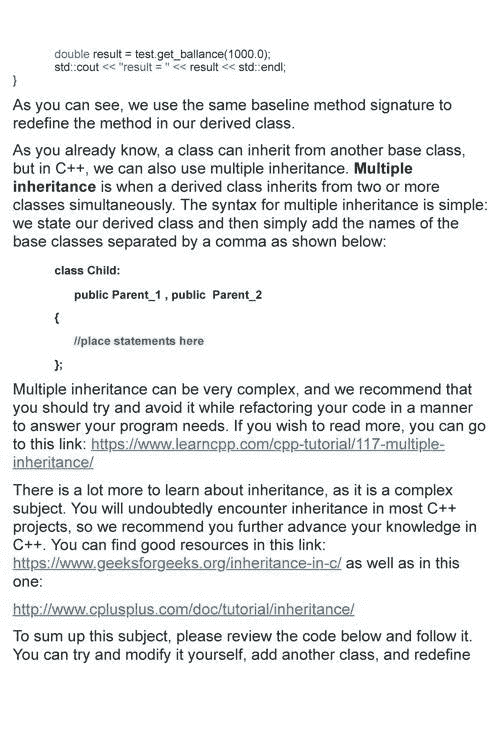 double result = test.get_ballance(1000.0);
std::cout << "result = " << result << std::endl;
}
As you can see, we use the same baseline method signature to
redefine the method in our derived class.
As you already know, a class can inherit from another base class,
but in C++, we can also use multiple inheritance. Multiple
inheritance is when a derived class inherits from two or more
classes simultaneously. The syntax for multiple inheritance is simple:
we state our derived class and then simply add the names of the
base classes separated by a comma as shown below:
class Child:
public Parent_1 , public Parent_2
{
//place statements here
};
Multiple inheritance can be very complex, and we recommend that
you should try and avoid it while refactoring your code in a manner
to answer your program needs. If you wish to read more, you can go
to this link: https://www.learncpp.com/cpp-tutorial/117-multiple-
inheritance/
There is a lot more to learn about inheritance, as it is a complex
subject. You will undoubtedly encounter inheritance in most C++
projects, so we recommend you further advance your knowledge in
C++. You can find good resources in this link:
https://www.geeksforgeeks.org/inheritance-in-c/ as well as in this
one:
http://www.cplusplus.com/doc/tutorial/inheritance/
To sum up this subject, please review the code below and follow it.
You can try and modify it yourself, add another class, and redefine